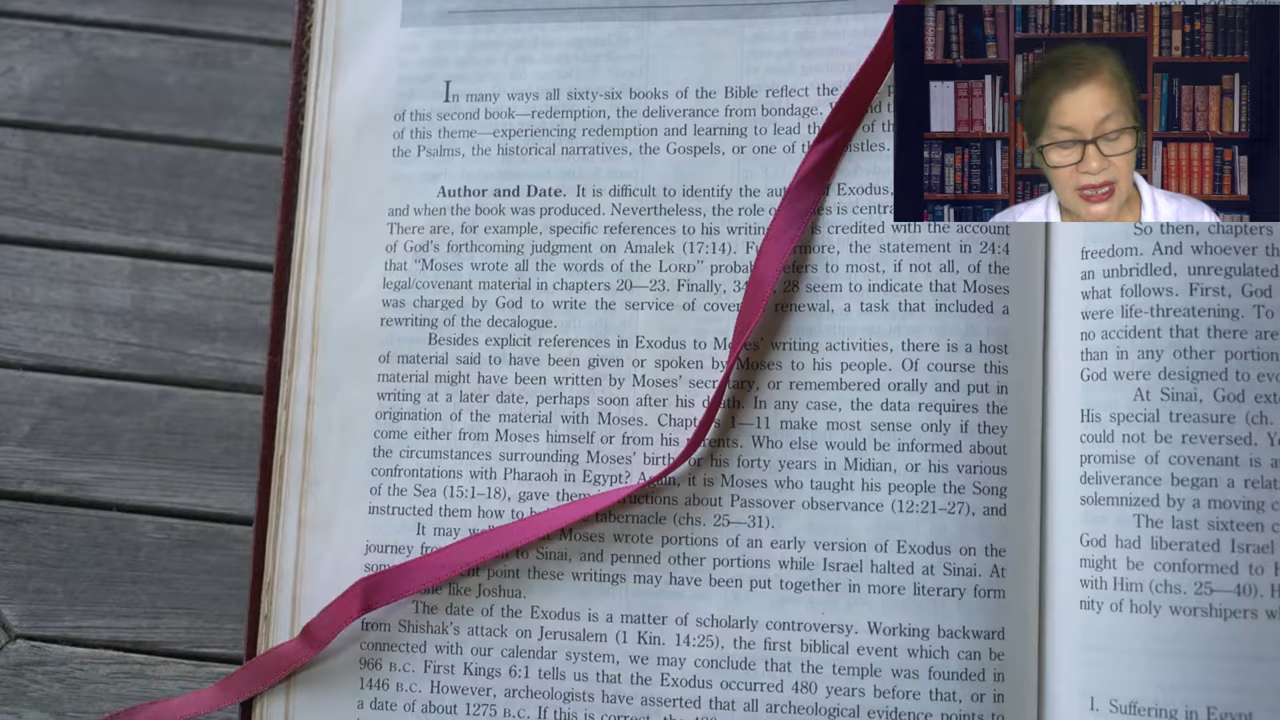 In many ways all sixty-six books of the Bible reflect the
of this second book—redemption, the deliverance from bondage.
of this theme—experiencing redemption and learning to lead of th
the Psalms, the historical narratives, the Gospels, or one of
Author and Date. It is difficult to identify the Exodus,
and when the book was produced. Nevertheless, the role is
There are, for example, specific references to his is credited with the account
of God's forthcoming judgment on Amalek (17:14). the statement in 24:4
that “Moses wrote all the words of the LORD” to most, if not all, of the
legal/covenant material in chapters 20—23. Finally, 28 seem to indicate that Moses
was charged by God to write the service of renewal, a task that included a
rewriting of the decalogue.
Besides explicit references in Exodus to writing activities, there is a host
of material said to have been given or spoken by Moses to his people. Of course this
material might have been written by Moses' or remembered orally and put in
writing at a later date, perhaps soon after his In any case, the data requires the
origination of the material with Moses. 1—11 make most sense only if they
come either from Moses himself or from his Who else would be informed about
the circumstances surrounding Moses' birth or his forty years in Midian, or his various
confrontations with Pharaoh in Egypt? it is Moses who taught his people the Song
of the Sea (15:1–18), gave about Passover observance (12:21–27), and
instructed them how to tabernacle (chs. 25—31).
It may Moses wrote portions of an early version of Exodus on the
journey to Sinai, and penned other portions while Israel halted at Sinai. At
point these writings may have been put together in more literary form
like Joshua.
The date of the Exodus is a matter of scholarly controversy. Working backward
from Shishak's attack on Jerusalem (1 Kin. 14:25), the first biblical event which can be
connected with our calendar system, we may conclude that the temple was founded in
966 B.C. First Kings 6:1 tells us that the Exodus occurred 480 years before that, or in
1446 B.C. However, archeologists have asserted that all archeological evidence points to
a date of about 1275 B.C. If this is
So then, chapters
freedom. And whoever th
an unbridled, unregulated
what follows. First, God
were life-threatening. To
no accident that there are
than in any other portion
God were designed to evo
At Sinai, God exte
His special treasure (ch.
could not be reversed.
promise of covenant is a
deliverance began a relati
solemnized by a moving c
The last sixteen c
God had liberated Israel
might be conformed to
with Him (chs. 25—40).
nity of holy worshipers w
I. Suffering in Egypt